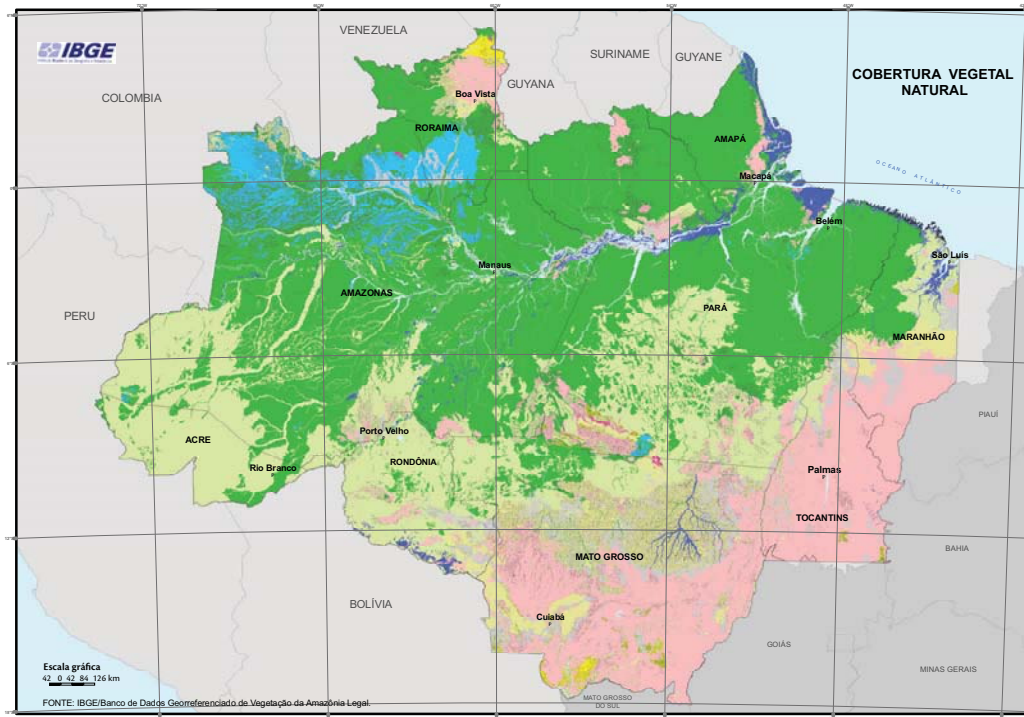 IBGE
COBERTURA VEGETAL
NATURAL
VENEZUELA
SURINAME
GUYANE
GUYANA
COLOMBIA
Boa Vista
RORAIMA
AMAPÁ
Macapá
OCEANO ATLÂNTICO
Belém
São Luís
Manaus
AMAZONAS
PARÁ
PERU
MARANHÃO
PIAUÍ
Porto Velho
ACRE
Rio Branco
RONDÔNIA
Palmas
TOCANTINS
MATO GROSSO
BAHIA
BOLÍVIA
Cuiabá
GOIÁS
MINAS GERAIS
Escala gráfica
42 0 42 84 126 km
MATO GROSSO
DO SUL
FONTE: IBGE/Banco de Dados Georreferenciado de Vegetação da Amazônia Legal.